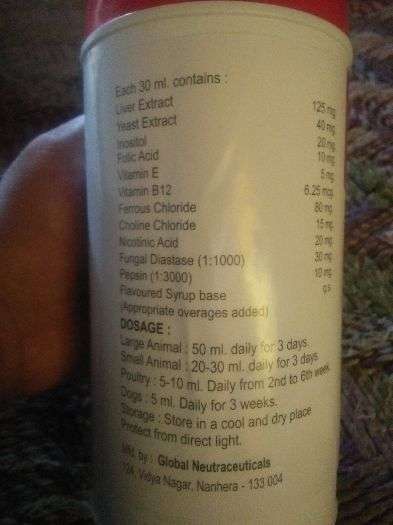 Each 30 ml. contains :
Liver Extract 125 mg
Yeast Extract 40 mg.
Inositol 20 mg.
Folic Acid 10 mg.
Vitamin E 5 mg.
Vitamin B12 6.25 mcg.
Ferrous Chloride 80 mg.
Choline Chloride 15 mg.
Nicotinic Acid 20 mg.
Fungal Diastase (1:1000) 30 mg.
Pepsin (1:3000) 10 mg.
Flavoured Syrup base q.s.
(Appropriate overages added)
DOSAGE :
Large Animal : 50 ml. daily for 3 days.
Small Animal : 20-30 ml. daily for 3 days
Poultry : 5-10 ml. Daily from 2nd to 6th week
Dogs : 5 ml. Daily for 3 weeks.
Storage : Store in a cool and dry place
Protect from direct light.
Mfd. by : Global Neutraceuticals
Vidya Nagar, Nanhera - 133 004